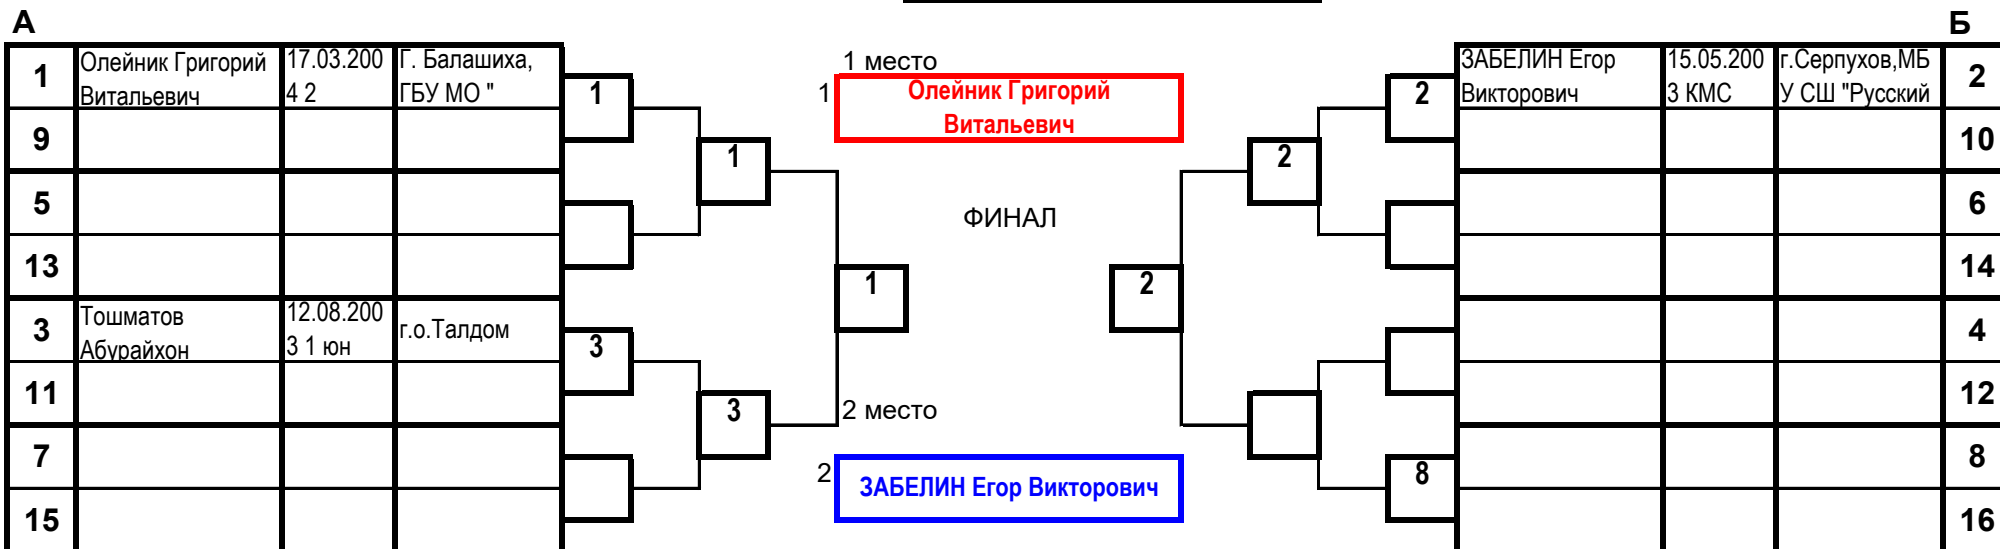 А
Б
1 Олейник Григорий 17.03.200 Г. Балашиха,
Витальевич 4 2 ГБУ МО "
9
5
13
3 Тошматов 12.08.200 г.о.Талдом
Абурайхон 3 1 юн
11
7
15
1
3
1
3
1
1 место
1 Олейник Григорий
Витальевич
ФИНАЛ
2 место
2 ЗАБЕЛИН Егор Викторович
2
2
2
8
ЗАБЕЛИН Егор 15.05.200 г.Серпухов,МБ 2
Викторович 3 КМС У СШ "Русский
10
6
14
4
12
8
16